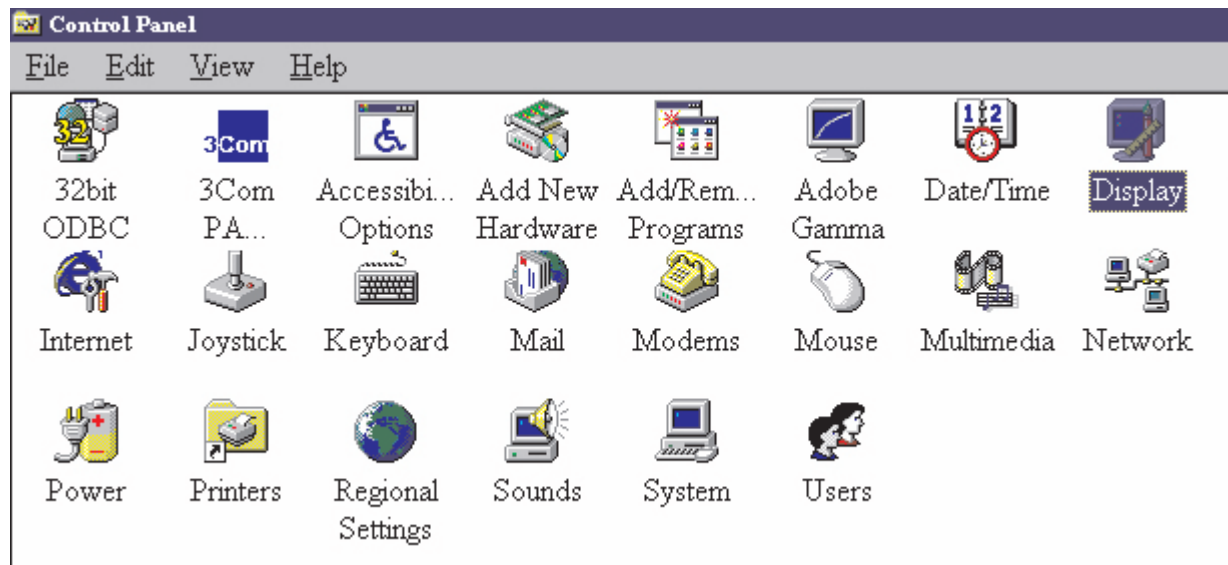 Control Panel
File Edit View Help
32
3Com
1 2
32bit ODBC
3Com PA...
Accessibi... Options
Add New Hardware
Add/Rem... Programs
Adobe Gamma
Date/Time
Display
Internet
Joystick
Keyboard
Mail
Modems
Mouse
Multimedia
Network
Power
Printers
Regional Settings
Sounds
System
Users